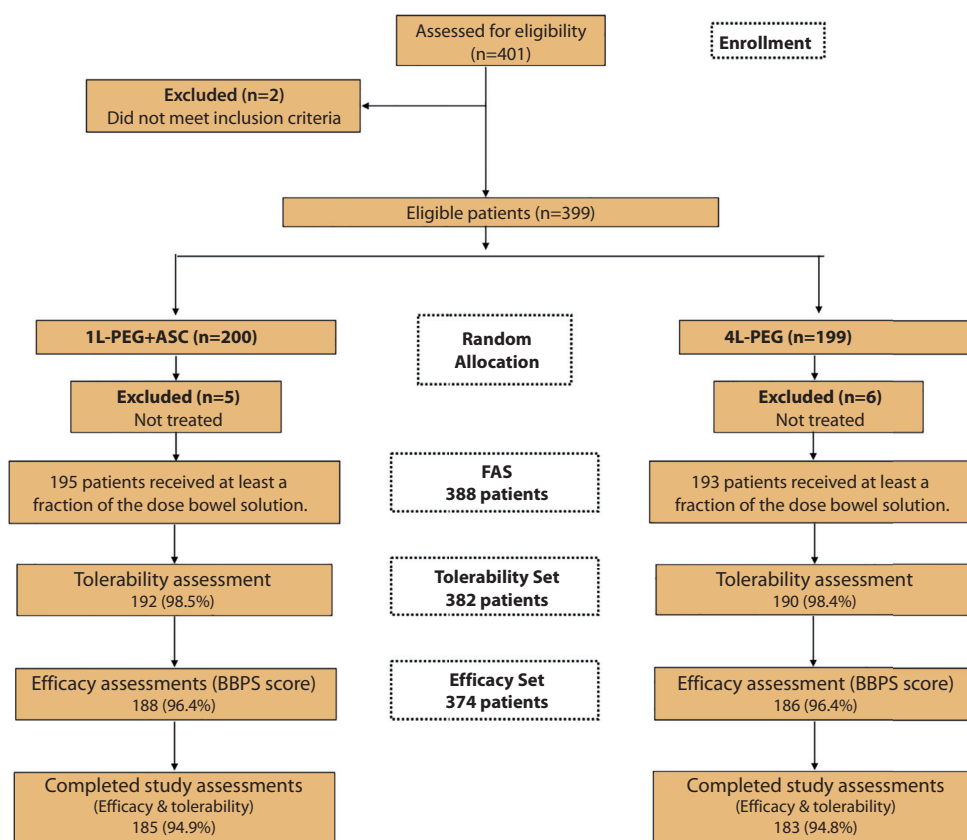 Assessed for eligibility
(n=401)
Enrollment
Excluded (n=2)
Did not meet inclusion criteria
Eligible patients (n=399)
1L-PEG+ASC (n=200)
Random
Allocation
4L-PEG (n=199)
Excluded (n=5)
Not treated
Excluded (n=6)
Not treated
195 patients received at least a
fraction of the dose bowel solution.
FAS
388 patients
193 patients received at least a
fraction of the dose bowel solution.
Tolerability assessment
192 (98.5%)
Tolerability Set
382 patients
Tolerability assessment
190 (98.4%)
Efficacy assessments (BBPS score)
188 (96.4%)
Efficacy Set
374 patients
Efficacy assessment (BBPS score)
186 (96.4%)
Completed study assessments
(Efficacy & tolerability)
185 (94.9%)
Completed study assessments
(Efficacy & tolerability)
183 (94.8%)